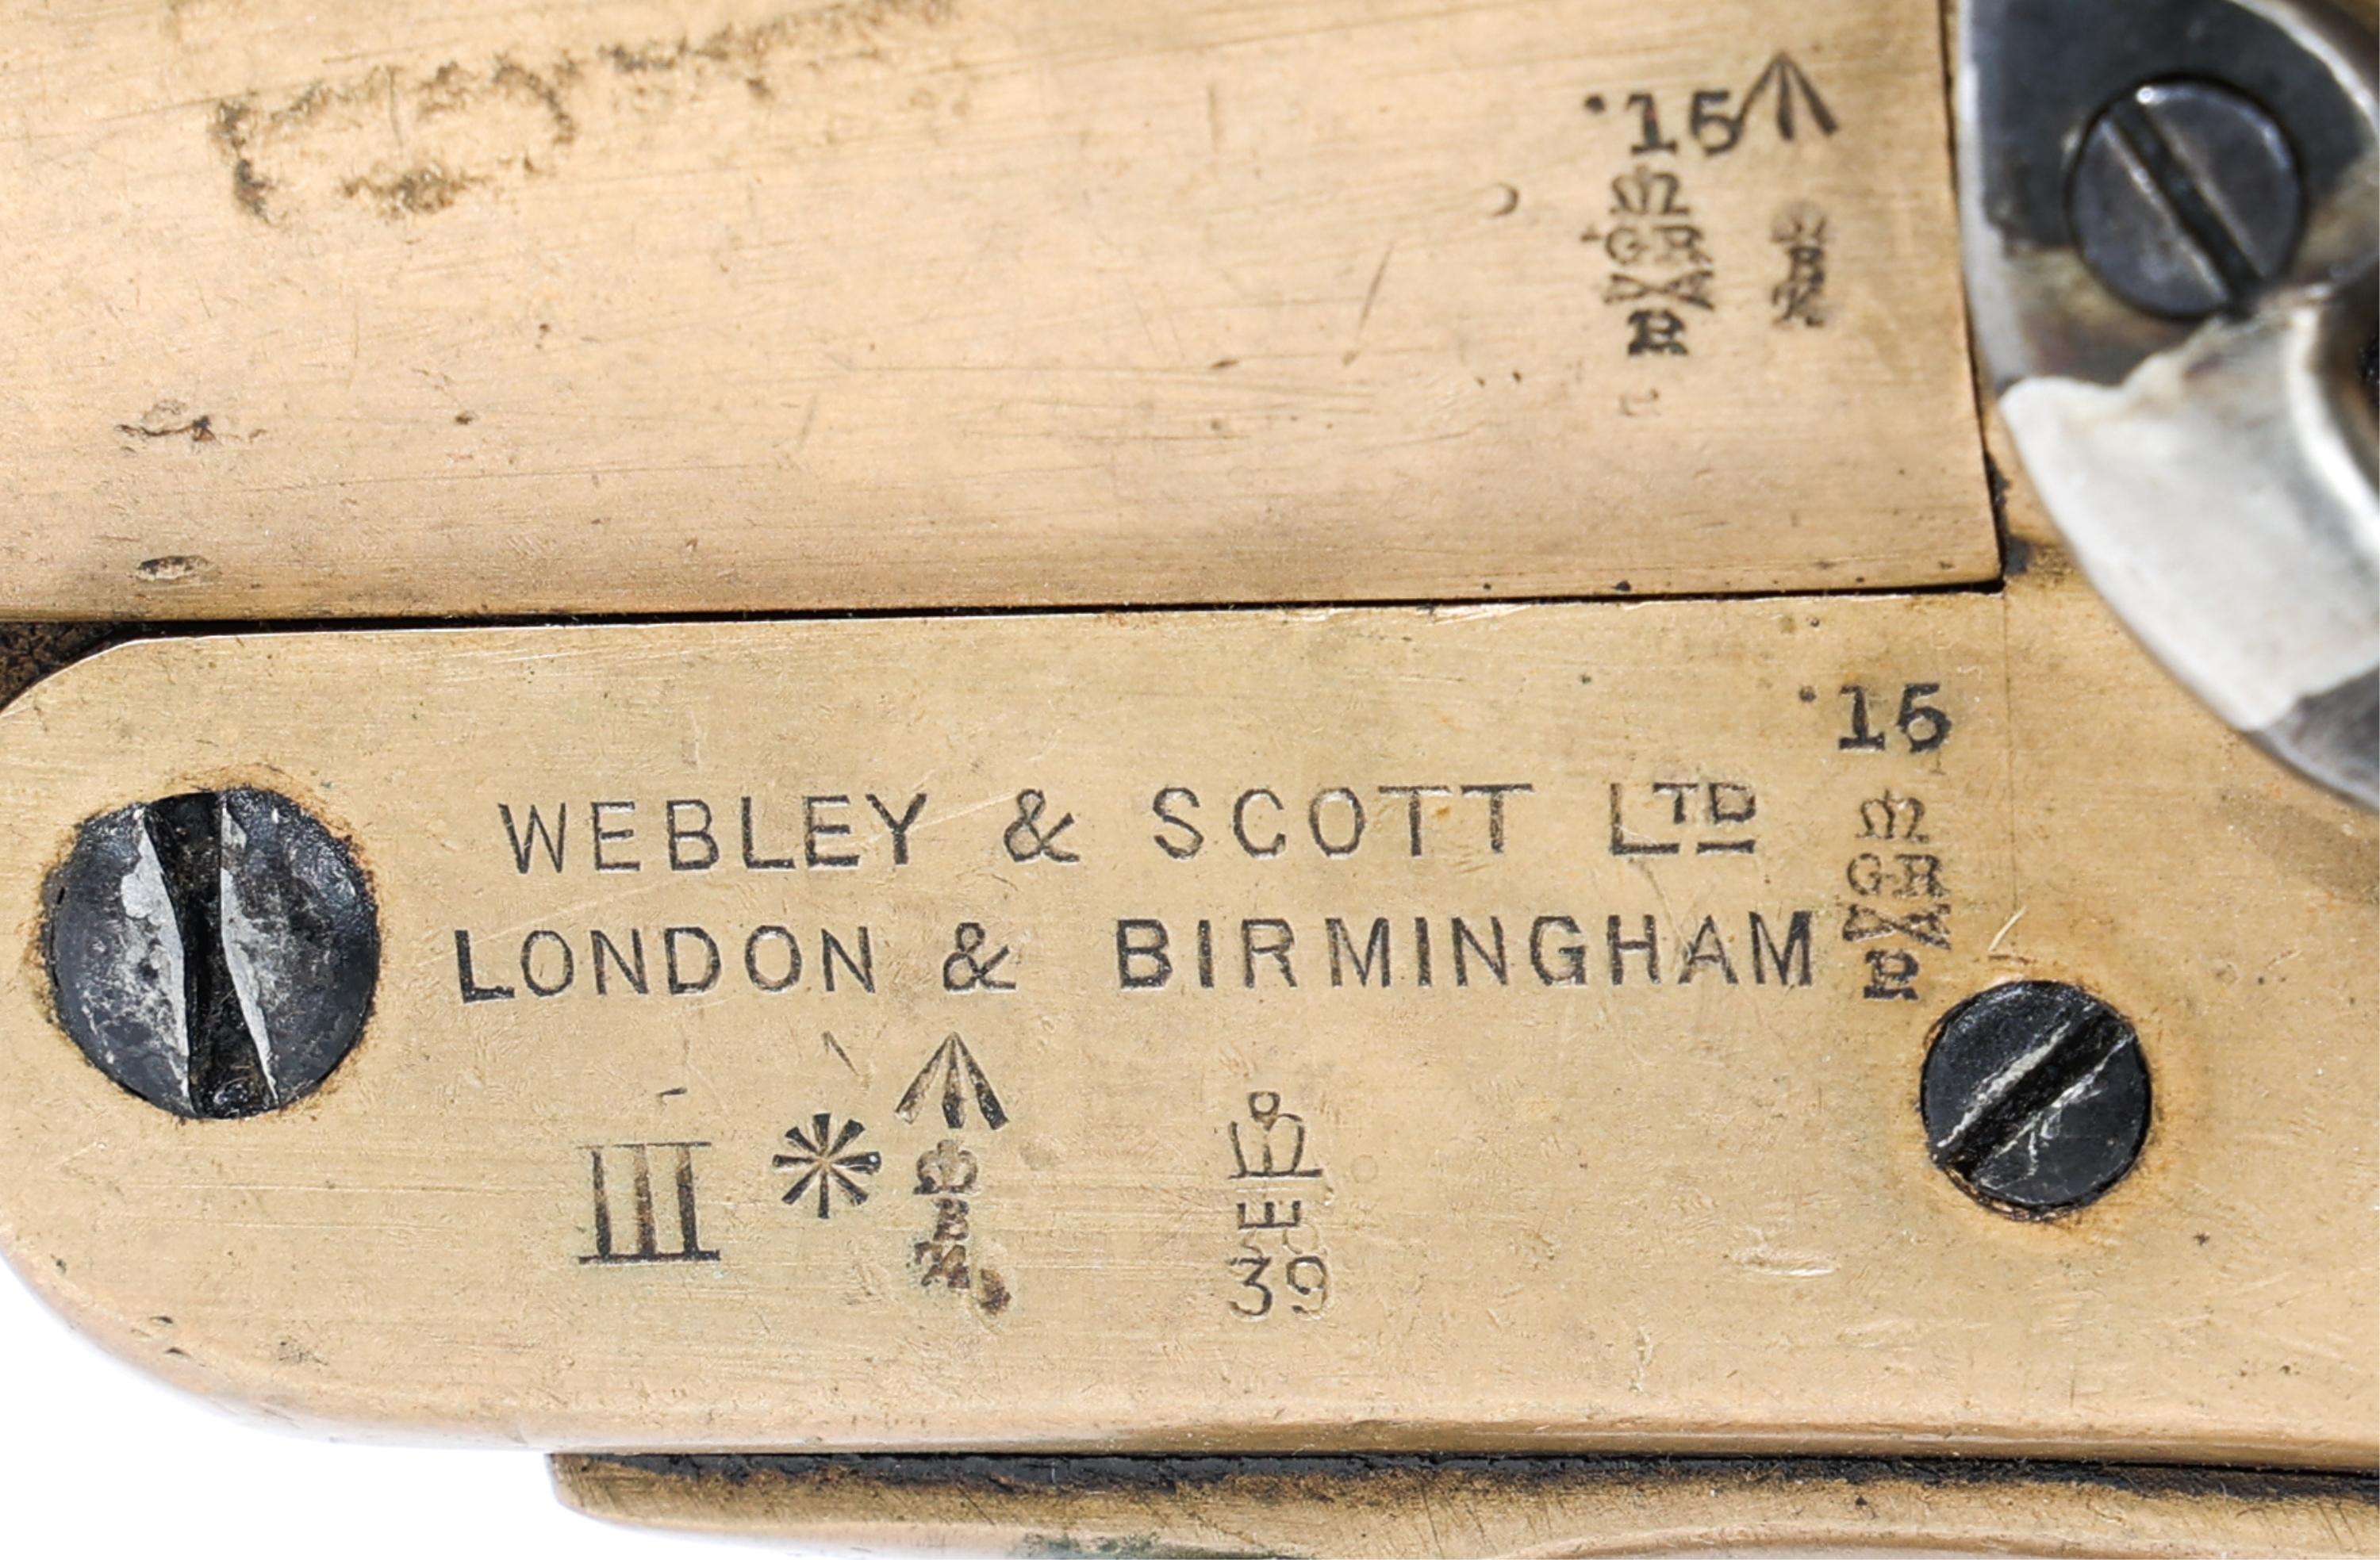 '15
GR
R
'15
WEBLEY & SCOTT LTD
GR
LONDON & BIRMINGHAM
R
III *
E
39